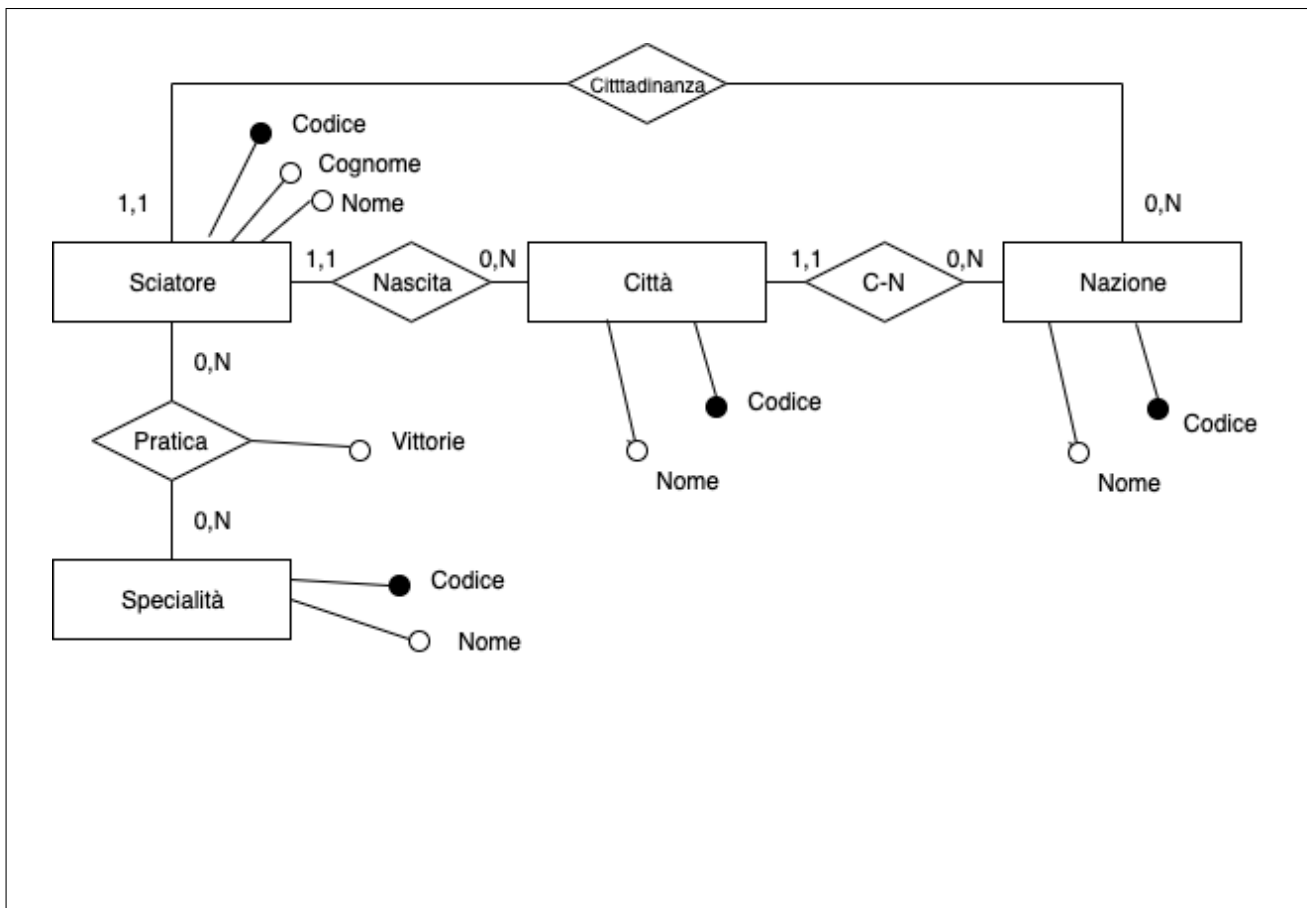 Citttadinanza
Codice
Cognome
Nome
1,1
0,N
Sciatore
1,1
Nascita
0,N
Città
1,1
C-N
0,N
Nazione
0,N
Codice
Codice
Pratica
Vittorie
Nome
Nome
0,N
Specialità
Codice
Nome